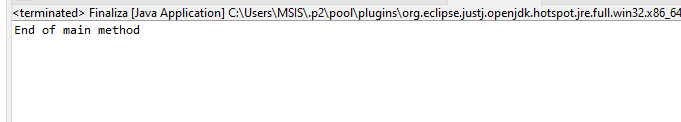 <terminated> Finaliza [Java Application] C:\Users\MSIS\.p2\pool\plugins\org.eclipse.justj.openjdk.hotspot.jre.full.win32.x86_64
End of main method